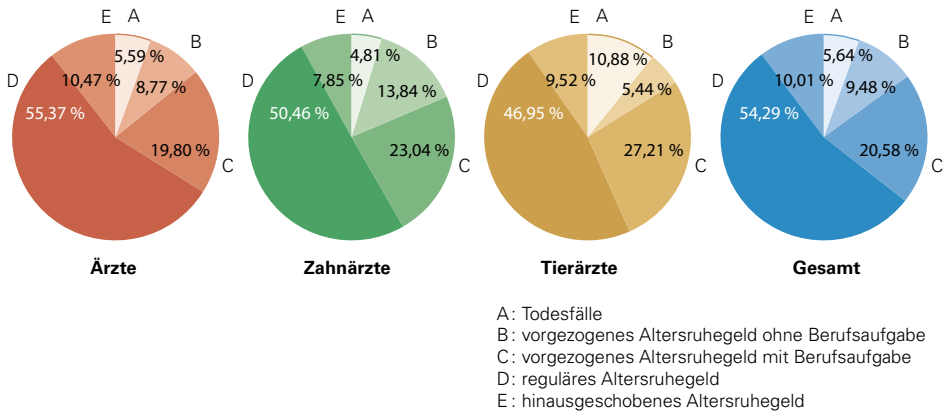 E A
B
C
D
5,59 %
8,77 %
19,80 %
55,37 %
10,47 %
Ärzte
E A
B
C
D
4,81 %
13,84 %
23,04 %
50,46 %
7,85 %
Zahnärzte
E A
B
C
D
10,88 %
5,44 %
27,21 %
46,95 %
9,52 %
Tierärzte
E A
B
C
D
5,64 %
9,48 %
20,58 %
54,29 %
10,01 %
Gesamt
A: Todesfälle
B: vorgezogenes Altersruhegeld ohne Berufsaufgabe
C: vorgezogenes Altersruhegeld mit Berufsaufgabe
D: reguläres Altersruhegeld
E: hinausgeschobenes Altersruhegeld